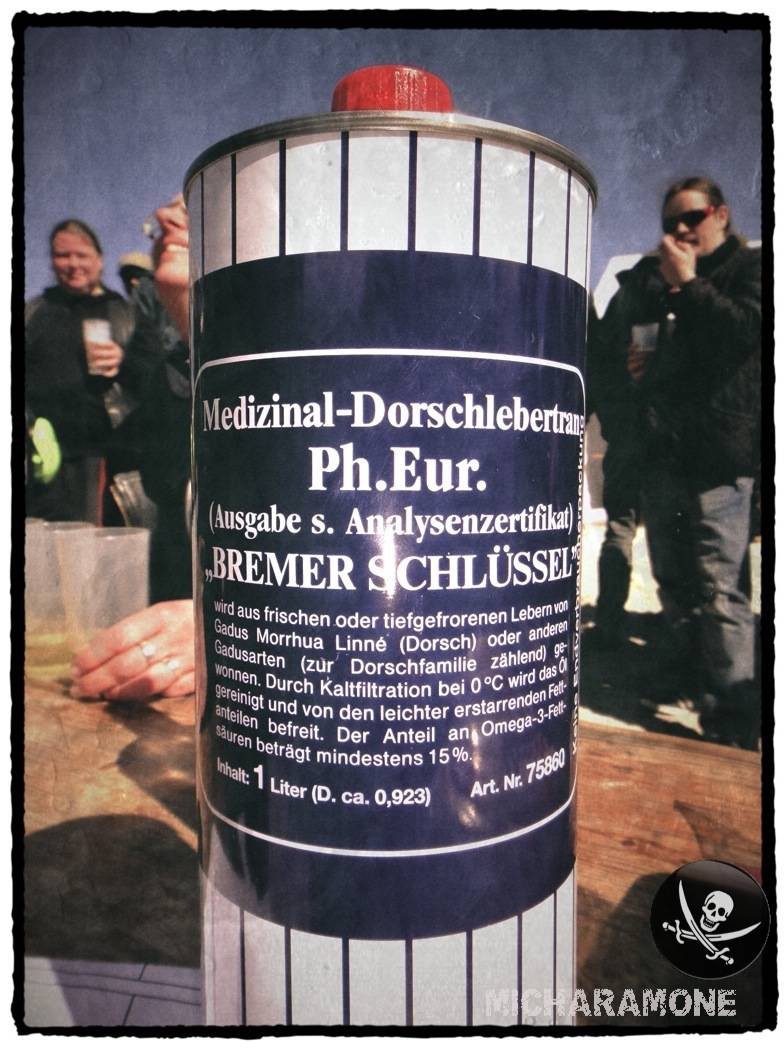 Medizinal-Dorschlebertran
Ph.Eur.
(Ausgabe s. Analysenzertifikat)
„BREMER SCHLÜSSEL”
wird aus frischen oder tiefgefrorenen Lebern von
Gadus Morrhua Linné (Dorsch) oder anderen
Gadusarten (zur Dorschfamilie zählend) ge-
wonnen. Durch Kaltfiltration bei 0°C wird das Öl
gereinigt und von den leichter erstarrenden Fett-
anteilen befreit. Der Anteil an Omega-3-Fett-
säuren beträgt mindestens 15%.
Inhalt: 1 Liter (D. ca. 0,923) Art. Nr. 75860
Keine Endverbraucherpackung
MICHARAMONE